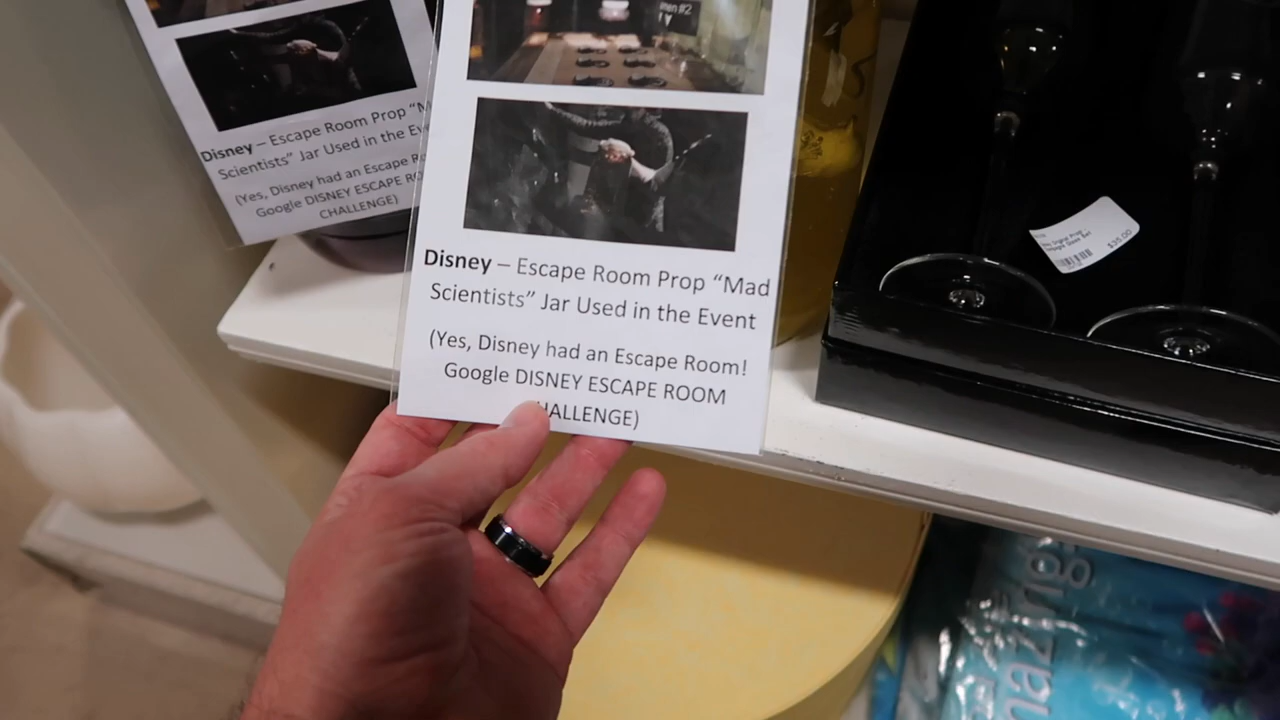 Disney – Escape Room Prop “M
Scientists” Jar Used in the Ev
(Yes, Disney had an Escape R
Google DISNEY ESCAPE RO
CHALLENGE)
Disney – Escape Room Prop “Mad
Scientists” Jar Used in the Event
(Yes, Disney had an Escape Room!
Google DISNEY ESCAPE ROOM
HALLENGE)
$35.00
mazing